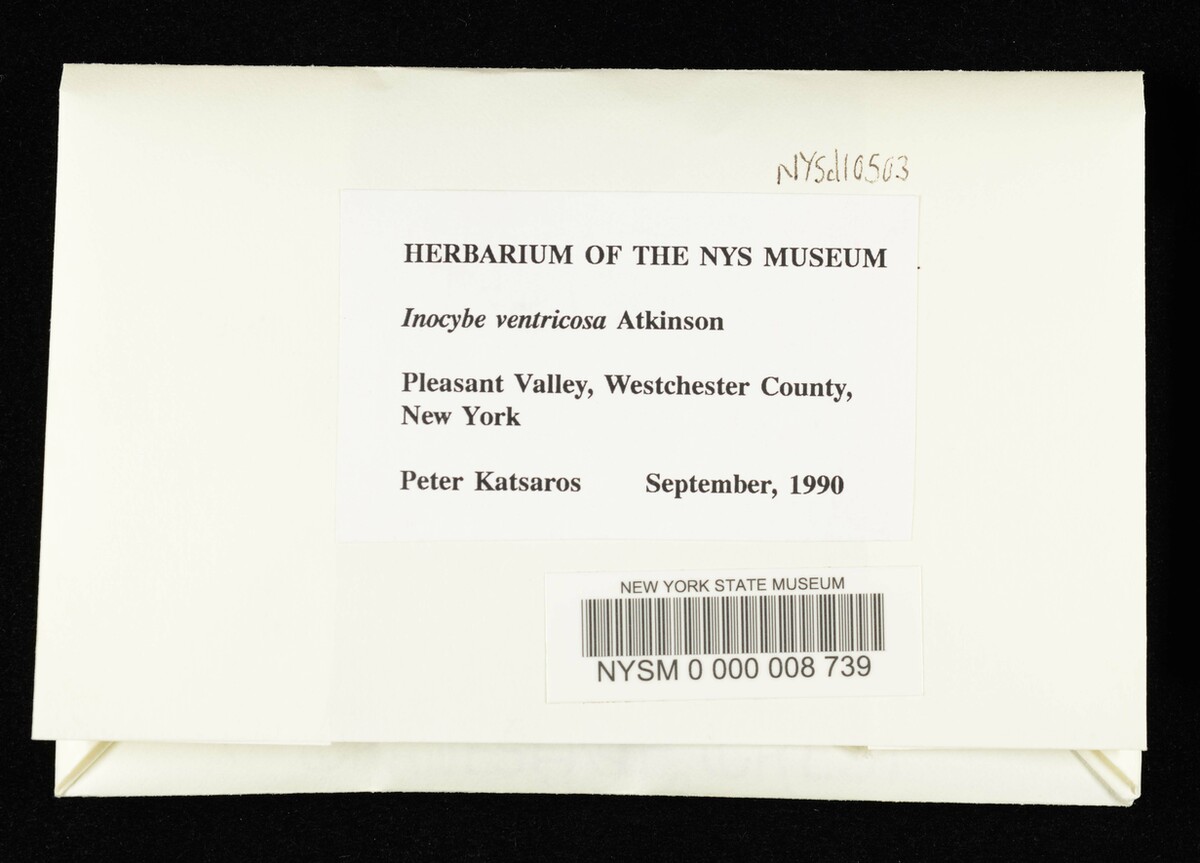 NYSd10503
HERBARIUM OF THE NYS MUSEUM
Inocybe ventricosa Atkinson
Pleasant Valley, Westchester County,
New York
Peter Katsaros September, 1990
NEW YORK STATE MUSEUM
NYSM 0 000 008 739